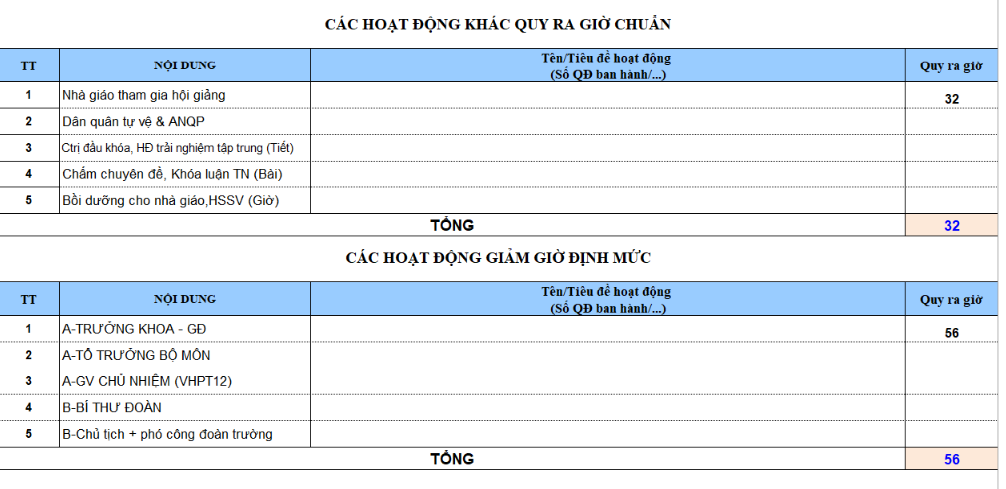 CÁC HOẠT ĐỘNG KHÁC QUY RA GIỜ CHUẨN
TT NỘI DUNG Tên/Tiêu đề hoạt động (Số QĐ ban hành/...) Quy ra giờ
1 Nhà giáo tham gia hội giảng 32
2 Dân quân tự vệ & ANQP
3 Ctrị đầu khóa, HĐ trải nghiệm tập trung (Tiết)
4 Chấm chuyên đề, Khóa luận TN (Bài)
5 Bồi dưỡng cho nhà giáo,HSSV (Giờ)
TỔNG 32
CÁC HOẠT ĐỘNG GIẢM GIỜ ĐỊNH MỨC
TT NỘI DUNG Tên/Tiêu đề hoạt động (Số QĐ ban hành/...) Quy ra giờ
1 A-TRƯỞNG KHOA - GĐ 56
2 A-TỔ TRƯỞNG BỘ MÔN
3 A-GV CHỦ NHIỆM (VHPT12)
4 B-BÍ THƯ ĐOÀN
5 B-Chủ tịch + phó công đoàn trường
TỔNG 56